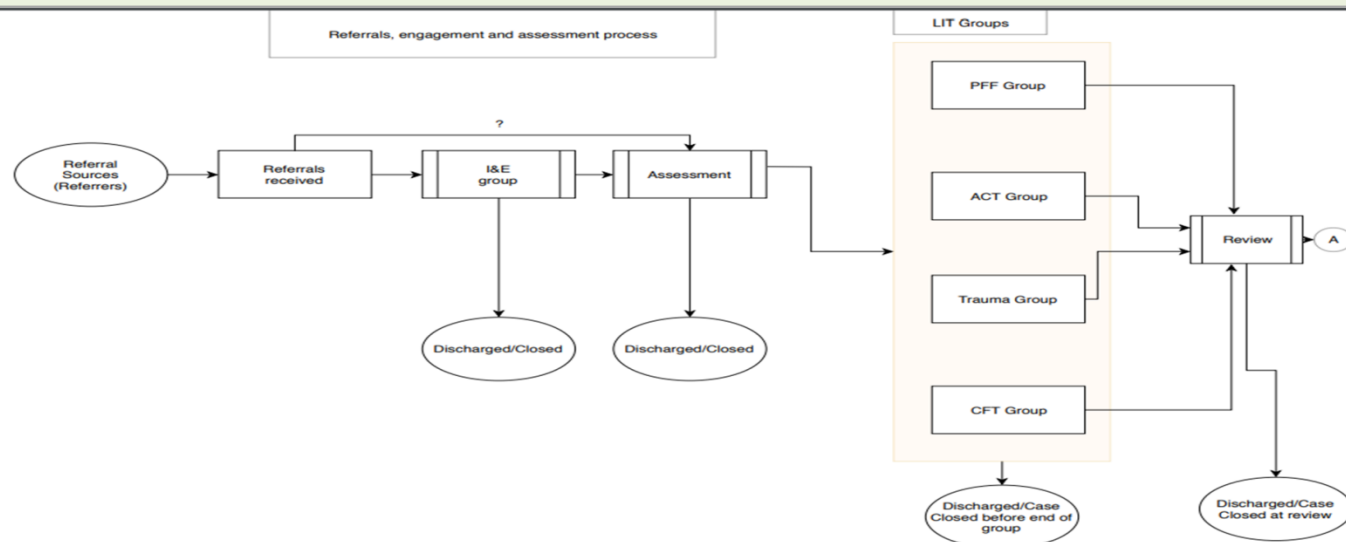 Referrals, engagement and assessment process
LIT Groups
PFF Group
?
Referral
Sources
(Referrers)
Referrals
received
I&E
group
Assessment
ACT Group
Review
A
Trauma Group
Discharged/Closed
Discharged/Closed
CFT Group
Discharged/Case
Closed before end of
group
Discharged/Case
Closed at review